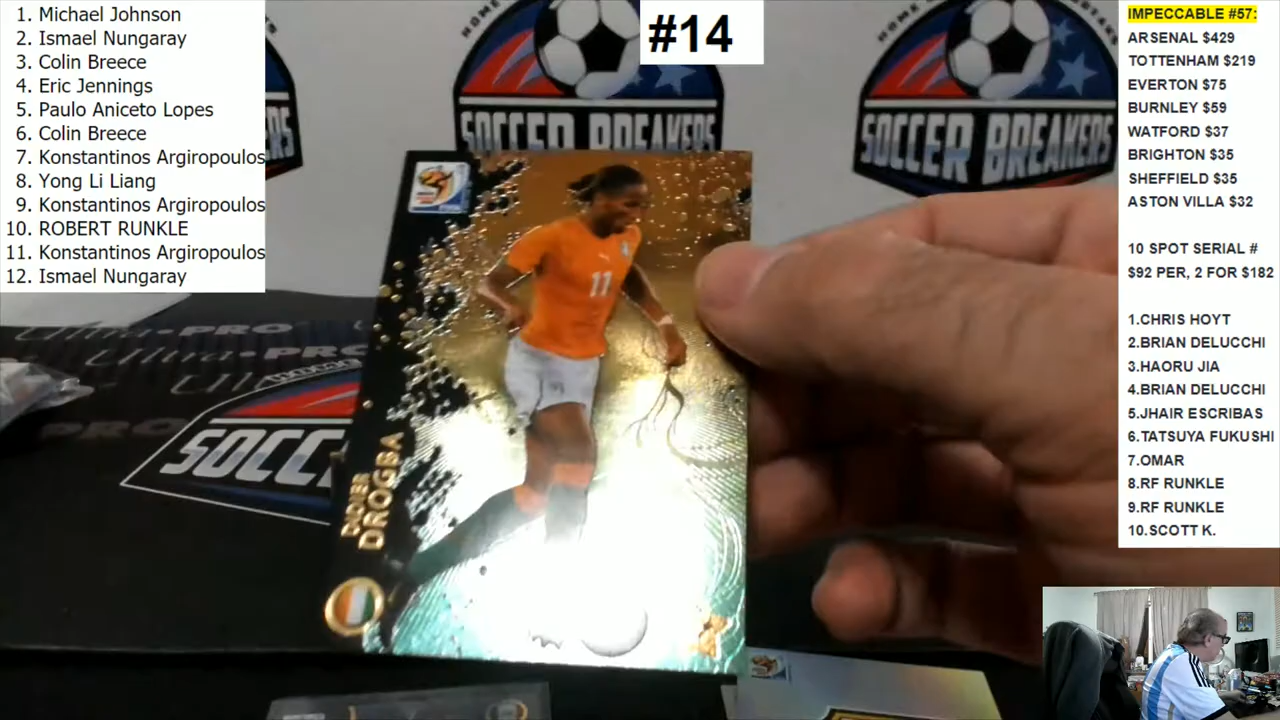 1. Michael Johnson
2. Ismael Nungaray
3. Colin Breece
4. Eric Jennings
5. Paulo Aniceto Lopes
6. Colin Breece
7. Konstantinos Argiropoulos
8. Yong Li Liang
9. Konstantinos Argiropoulos
10. ROBERT RUNKLE
11. Konstantinos Argiropoulos
12. Ismael Nungaray
#14
IMPECCABLE #57:
ARSENAL $429
TOTTENHAM $219
EVERTON $75
BURNLEY $59
WATFORD $37
BRIGHTON $35
SHEFFIELD $35
ASTON VILLA $32
10 SPOT SERIAL #
$92 PER, 2 FOR $182
1.CHRIS HOYT
2.BRIAN DELUCCHI
3.HAORU JIA
4.BRIAN DELUCCHI
5.JHAIR ESCRIBAS
6.TATSUYA FUKUSHI
7.OMAR
8.RF RUNKLE
9.RF RUNKLE
10.SCOTT K.
SOCCER BREAKERS
SOCCER BREAKERS
11
DIDIER
DROGBA
Ultra·PRO
Ultra·PRO
Ultra
PRO
SOCC